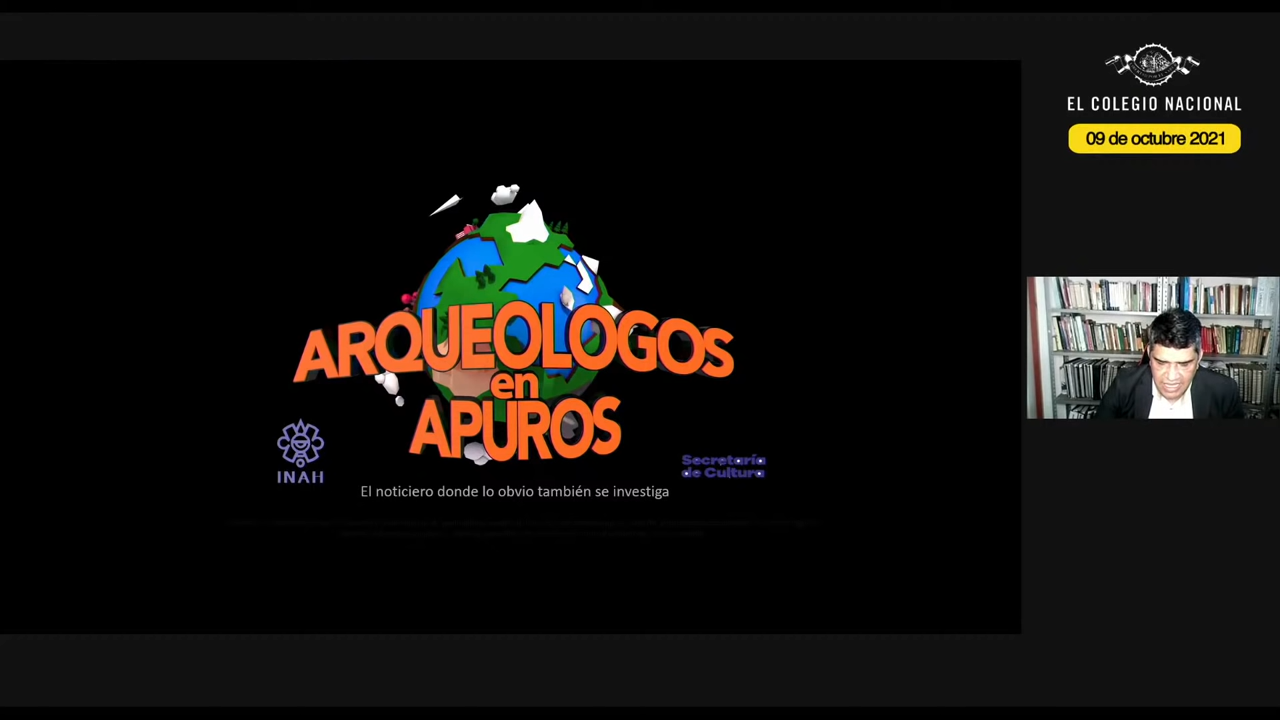 EL COLEGIO NACIONAL
09 de octubre 2021
ARQUEOLOGOS
en
APUROS
INAH
Secretaría
de Cultura
El noticiero donde lo obvio también se investiga